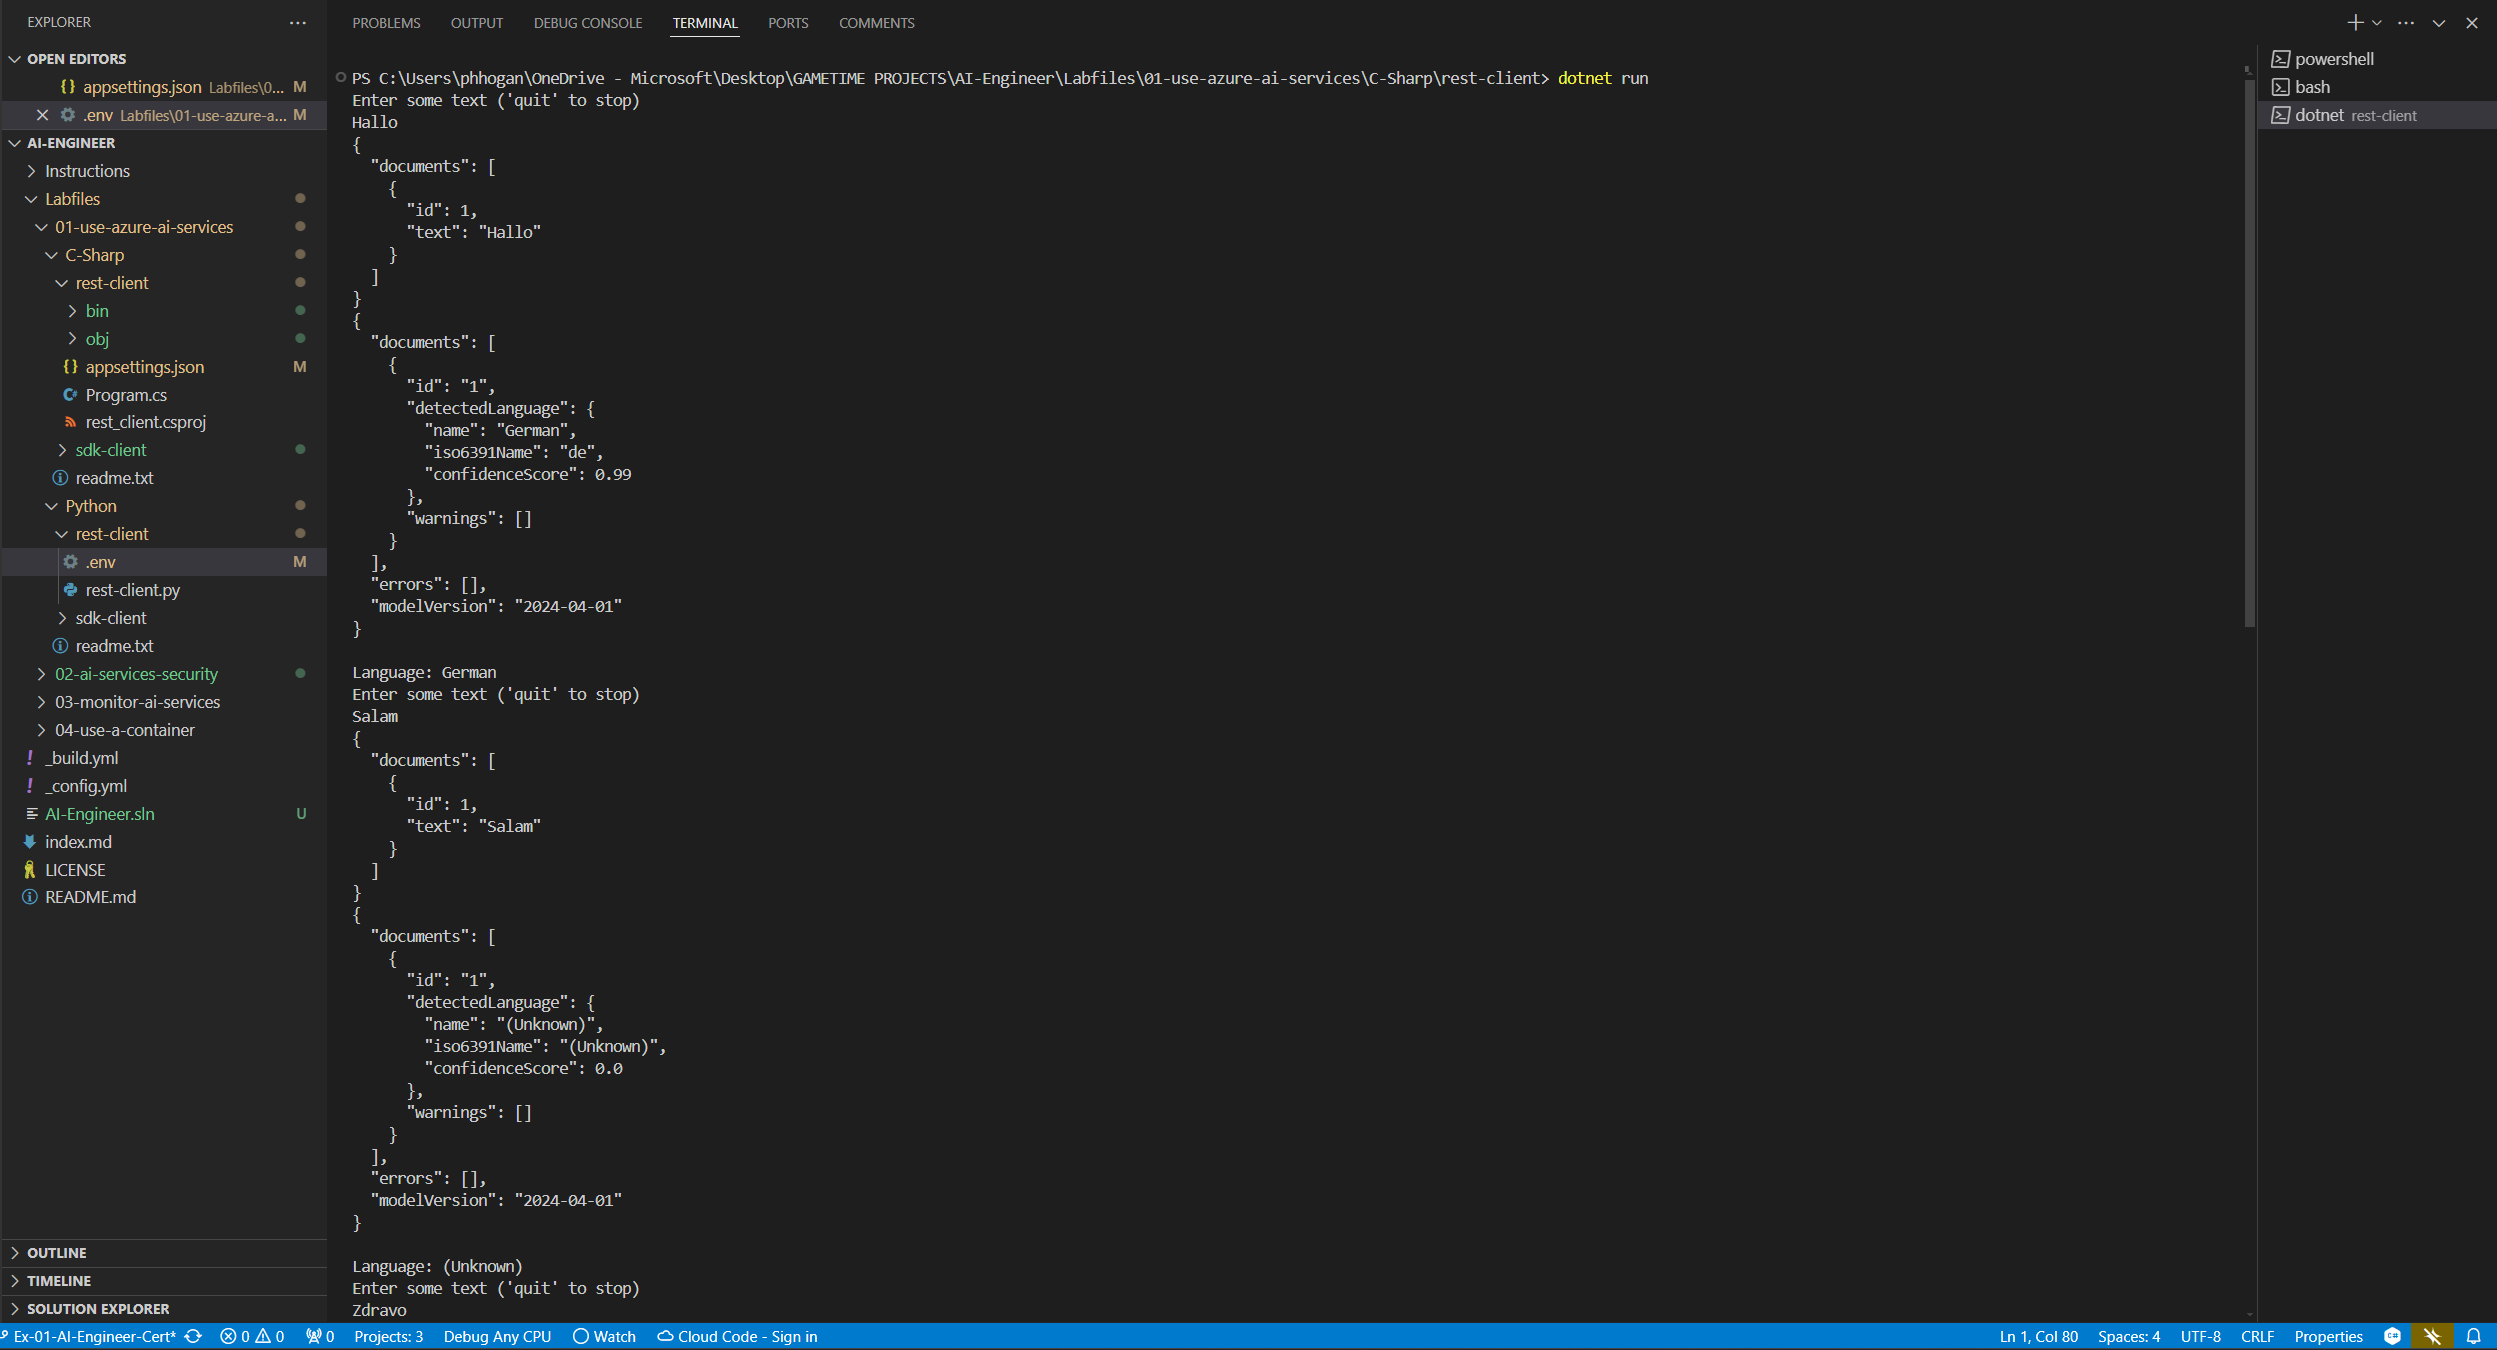 EXPLORER
OPEN EDITORS
appsettings.json Labfiles\0... M
.env Labfiles\01-use-azure-a... M
AI-ENGINEER
Instructions
Labfiles
01-use-azure-ai-services
C-Sharp
rest-client
bin
obj
appsettings.json M
Program.cs
rest_client.csproj
sdk-client
readme.txt
Python
rest-client
.env M
rest-client.py
sdk-client
readme.txt
02-ai-services-security
03-monitor-ai-services
04-use-a-container
_build.yml
_config.yml
AI-Engineer.sln U
index.md
LICENSE
README.md
OUTLINE
TIMELINE
SOLUTION EXPLORER
PROBLEMS OUTPUT DEBUG CONSOLE TERMINAL PORTS COMMENTS
PS C:\Users\phhogan\OneDrive - Microsoft\Desktop\GAMETIME PROJECTS\AI-Engineer\Labfiles\01-use-azure-ai-services\C-Sharp\rest-client> dotnet run
Enter some text ('quit' to stop)
Hallo
{
"documents": [
{
"id": 1,
"text": "Hallo"
}
]
}
{
"documents": [
{
"id": "1",
"detectedLanguage": {
"name": "German",
"iso6391Name": "de",
"confidenceScore": 0.99
},
"warnings": []
}
],
"errors": [],
"modelVersion": "2024-04-01"
}
Language: German
Enter some text ('quit' to stop)
Salam
{
"documents": [
{
"id": 1,
"text": "Salam"
}
]
}
{
"documents": [
{
"id": "1",
"detectedLanguage": {
"name": "(Unknown)",
"iso6391Name": "(Unknown)",
"confidenceScore": 0.0
},
"warnings": []
}
],
"errors": [],
"modelVersion": "2024-04-01"
}
Language: (Unknown)
Enter some text ('quit' to stop)
Zdravo
powershell
bash
dotnet rest-client
Ex-01-AI-Engineer-Cert* 0 0 0 Projects: 3 Debug Any CPU Watch Cloud Code - Sign in Ln 1, Col 80 Spaces: 4 UTF-8 CRLF Properties